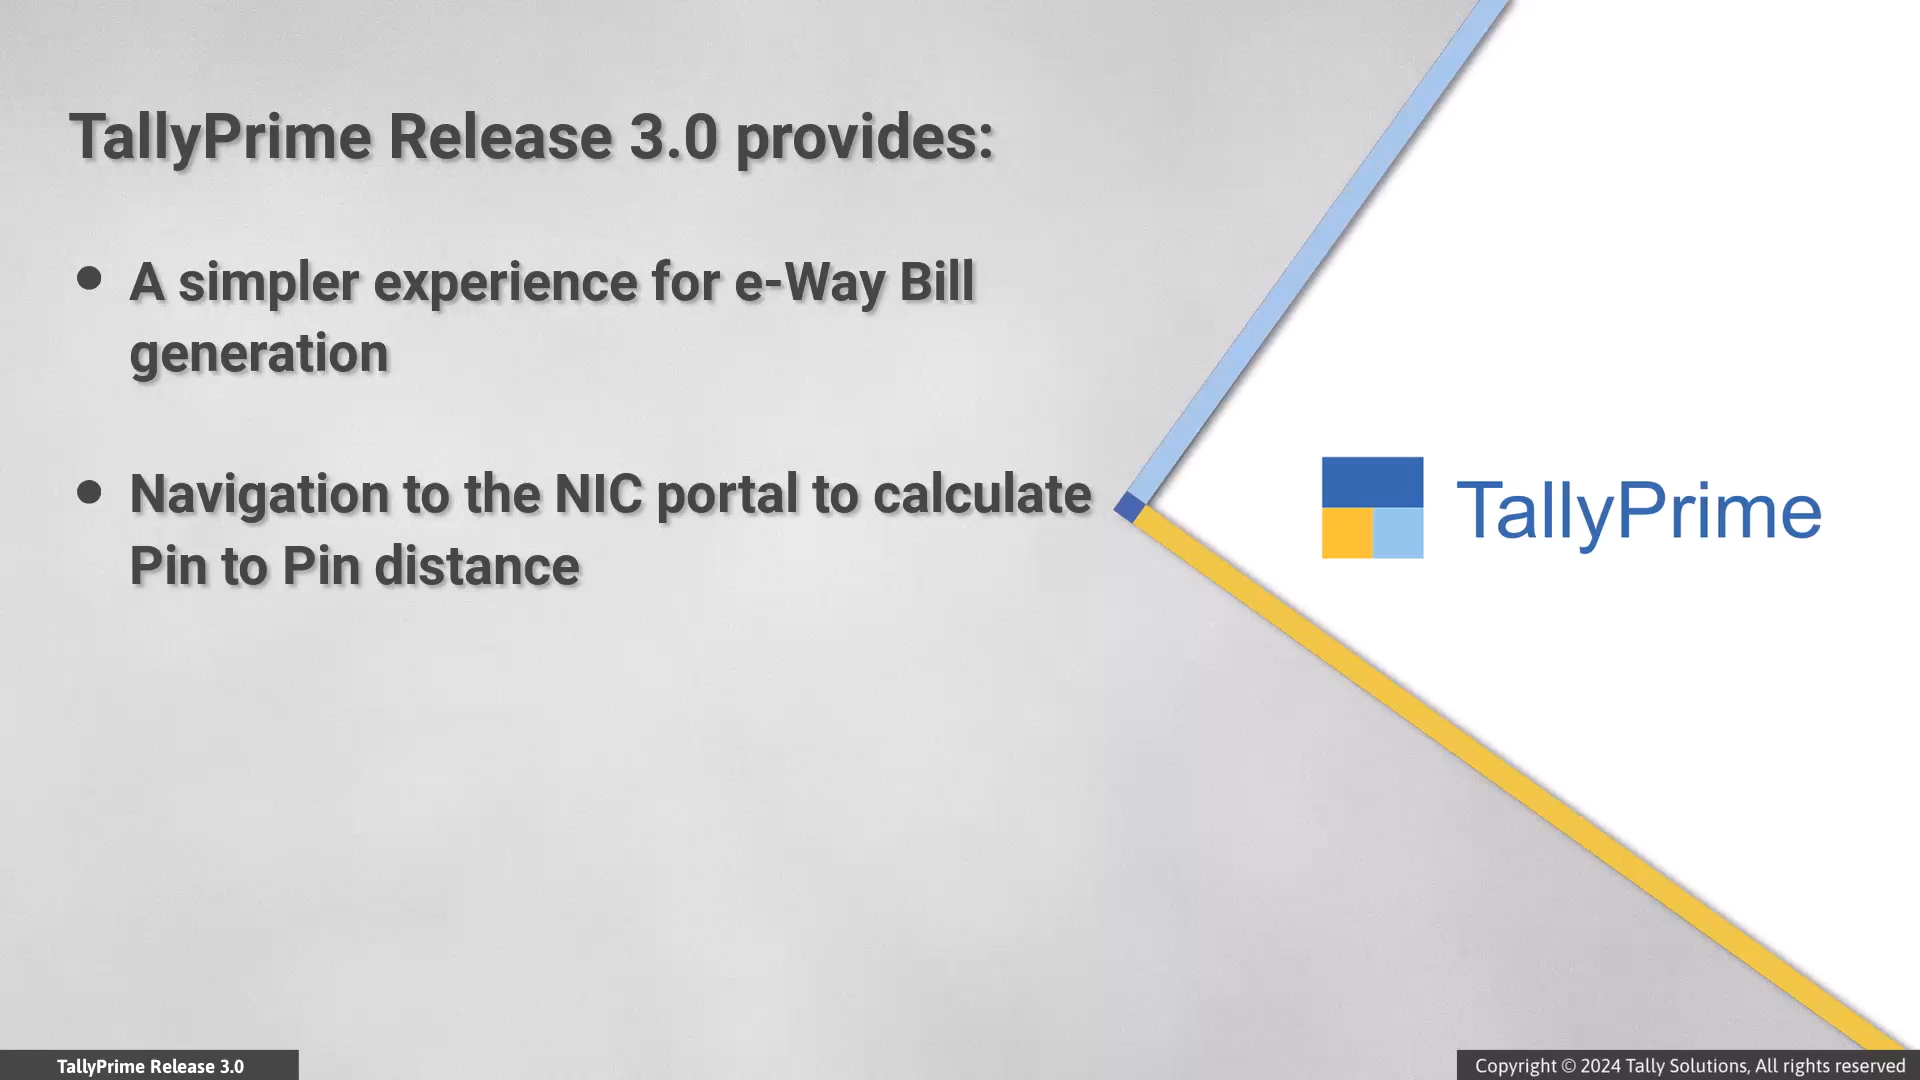 TallyPrime Release 3.0 provides:
● A simpler experience for e-Way Bill
generation
● Navigation to the NIC portal to calculate
Pin to Pin distance
TallyPrime
TallyPrime Release 3.0
Copyright © 2024 Tally Solutions, All rights reserved